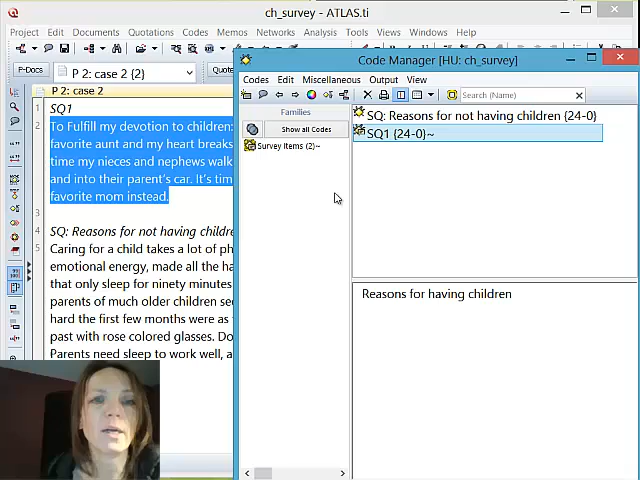 ch_survey - ATLAS.ti
Project Edit Documents Quotations Codes Memos Networks Analysis Tools Views Windows Help
P-Docs
P 2: case 2 {2}
Quote
P 2: case 2
1 SQ1
2 To Fulfill my devotion to children:
favorite aunt and my heart breaks
time my nieces and nephews walk
and into their parent's car. It's tim
favorite mom instead.
3
4 SQ: Reasons for not having childre
5 Caring for a child takes a lot of ph
emotional energy, made all the ha
that only sleep for ninety minutes
parents of much older children se
hard the first few months were as
past with rose colored glasses. Do
Parents need sleep to work well, a
Code Manager [HU: ch_survey]
Codes Edit Miscellaneous Output View
Search (Name)
Families
Show all Codes
Survey Items (2)~
SQ: Reasons for not having children {24-0}
SQ1 {24-0}~
Reasons for having children